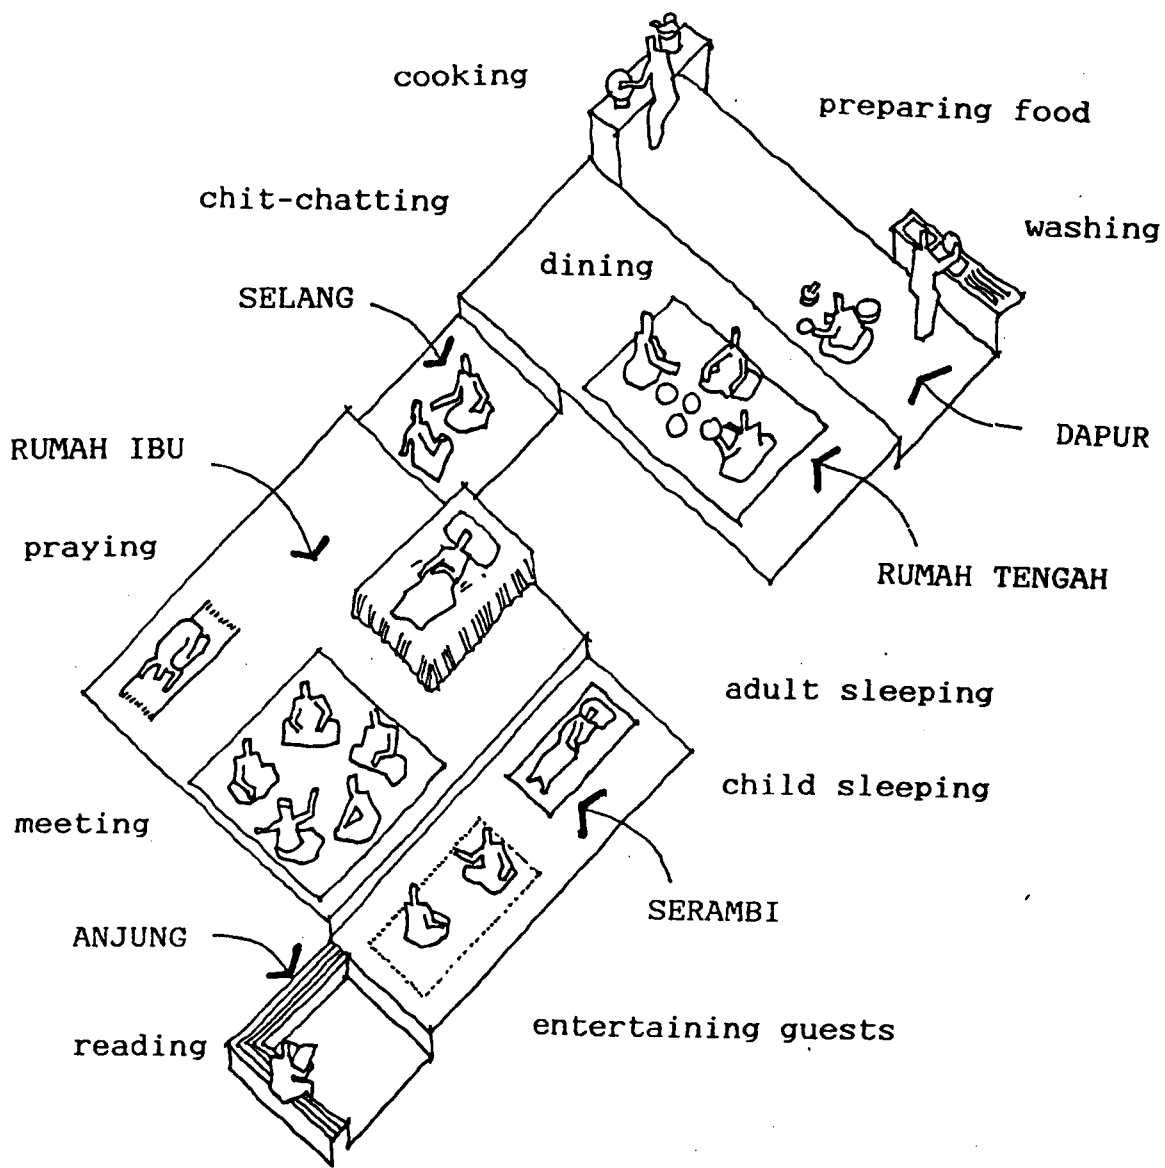 cooking
preparing food
chit-chatting
washing
dining
SELANG
DAPUR
RUMAH IBU
praying
RUMAH TENGAH
adult sleeping
child sleeping
meeting
SERAMBI
ANJUNG
entertaining guests
reading